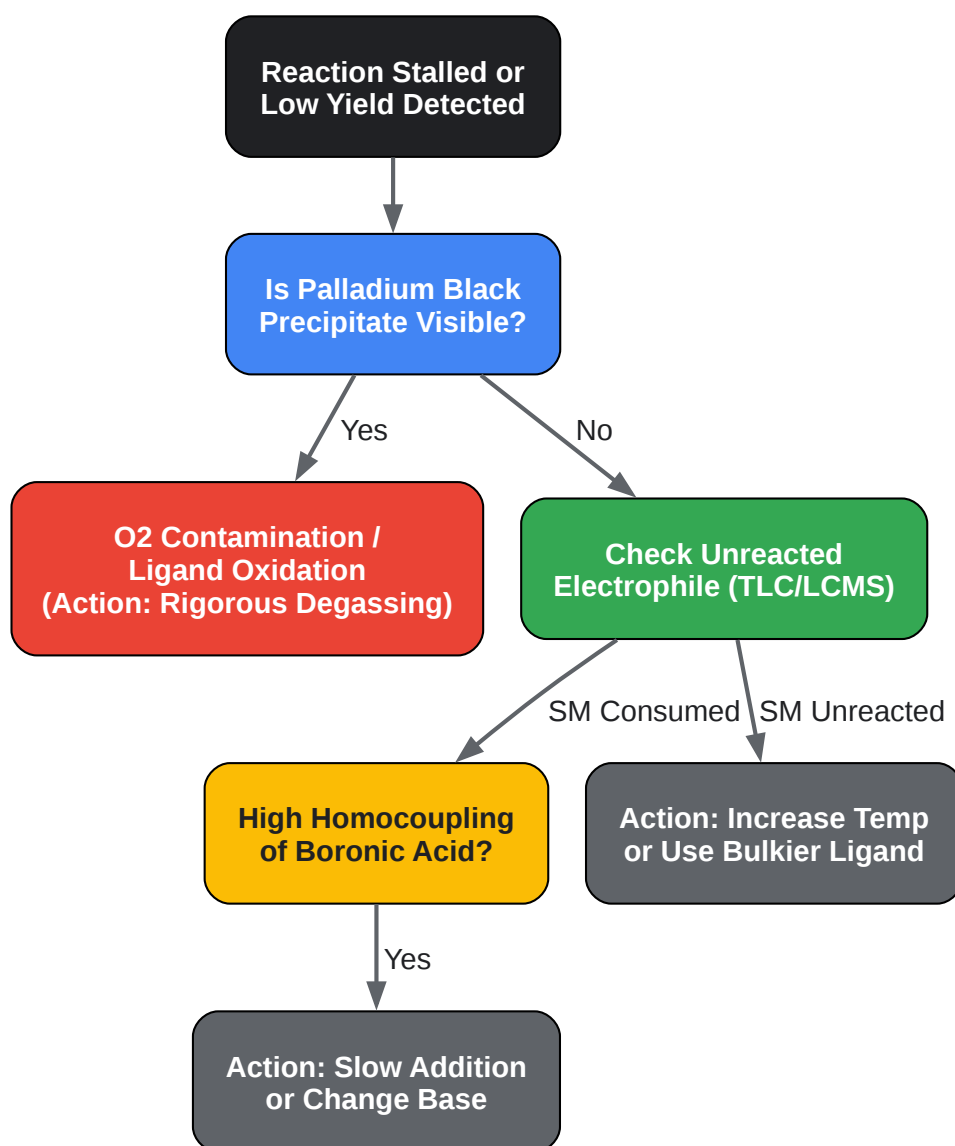 Reaction Stalled or
Low Yield Detected
Is Palladium Black
Precipitate Visible?
Yes
No
O2 Contamination /
Ligand Oxidation
(Action: Rigorous Degassing)
Check Unreacted
Electrophile (TLC/LCMS)
SM Consumed
SM Unreacted
High Homocoupling
of Boronic Acid?
Action: Increase Temp
or Use Bulkier Ligand
Yes
Action: Slow Addition
or Change Base